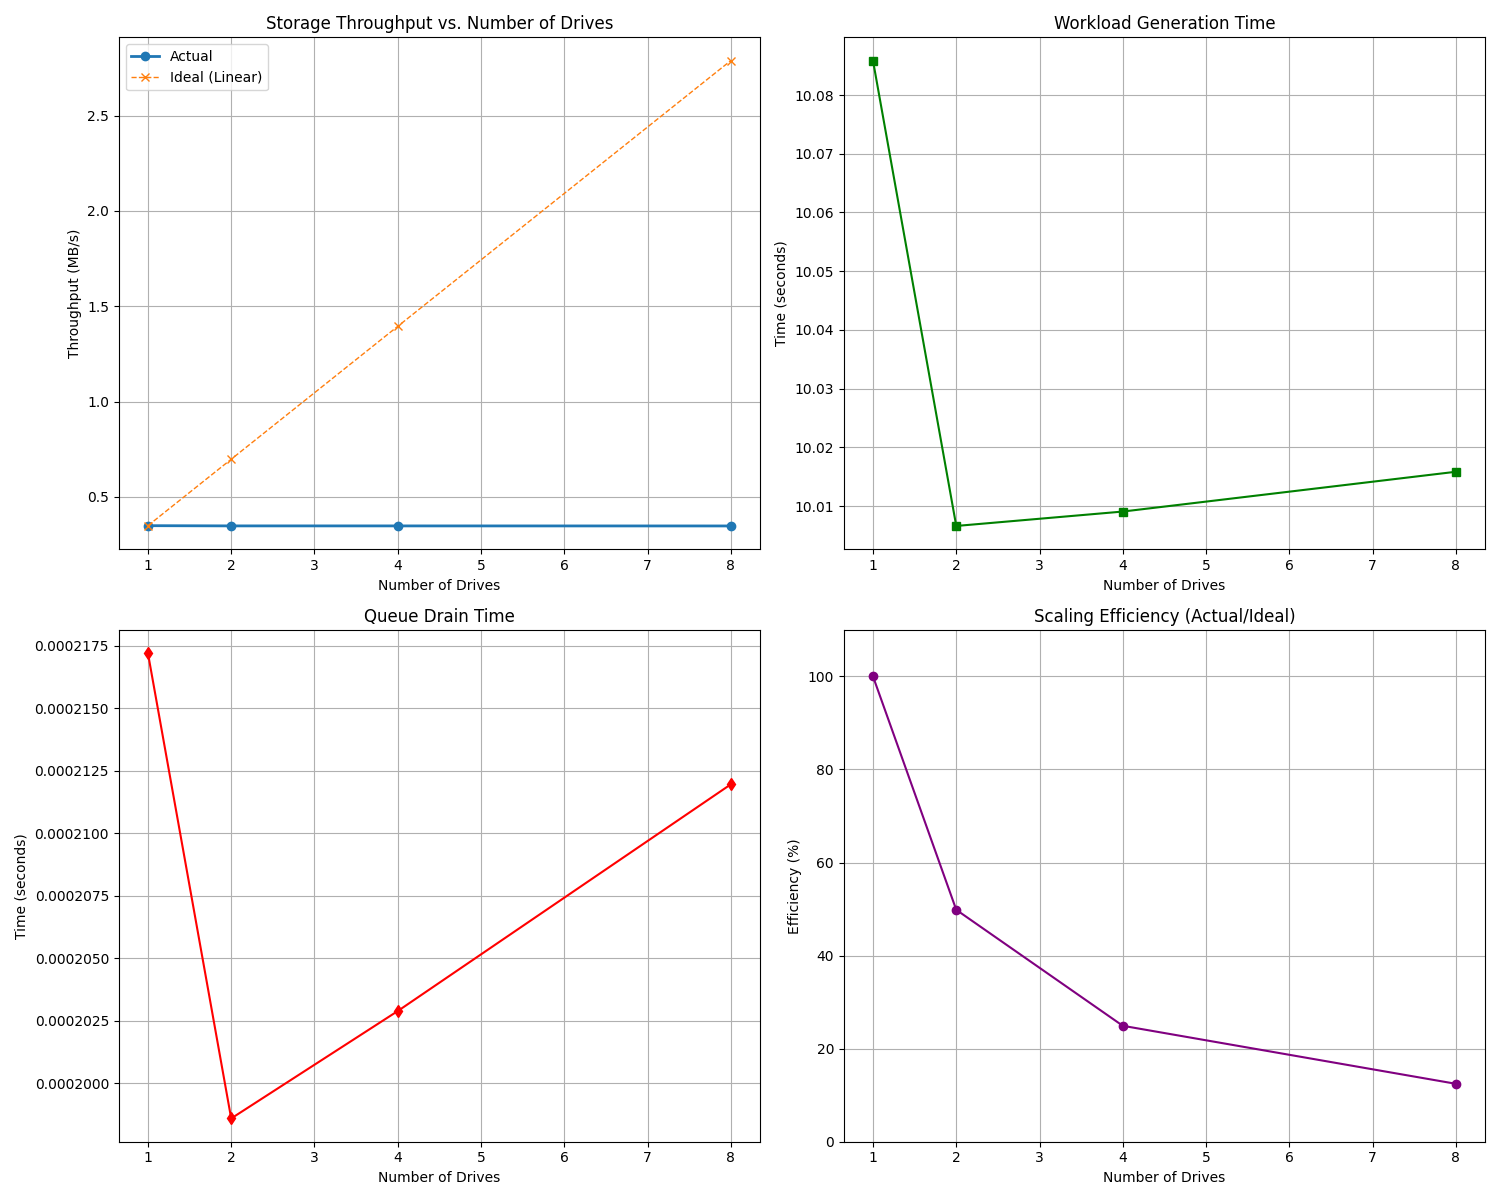 Storage Throughput vs. Number of Drives
Actual
Ideal (Linear)
2.5
2.0
1.5
1.0
0.5
Throughput (MB/s)
1 2 3 4 5 6 7 8
Number of Drives
Workload Generation Time
10.08
10.07
10.06
10.05
10.04
10.03
10.02
10.01
Time (seconds)
1 2 3 4 5 6 7 8
Number of Drives
Queue Drain Time
0.0002175
0.0002150
0.0002125
0.0002100
0.0002075
0.0002050
0.0002025
0.0002000
Time (seconds)
1 2 3 4 5 6 7 8
Number of Drives
Scaling Efficiency (Actual/Ideal)
100
80
60
40
20
0
Efficiency (%)
1 2 3 4 5 6 7 8
Number of Drives